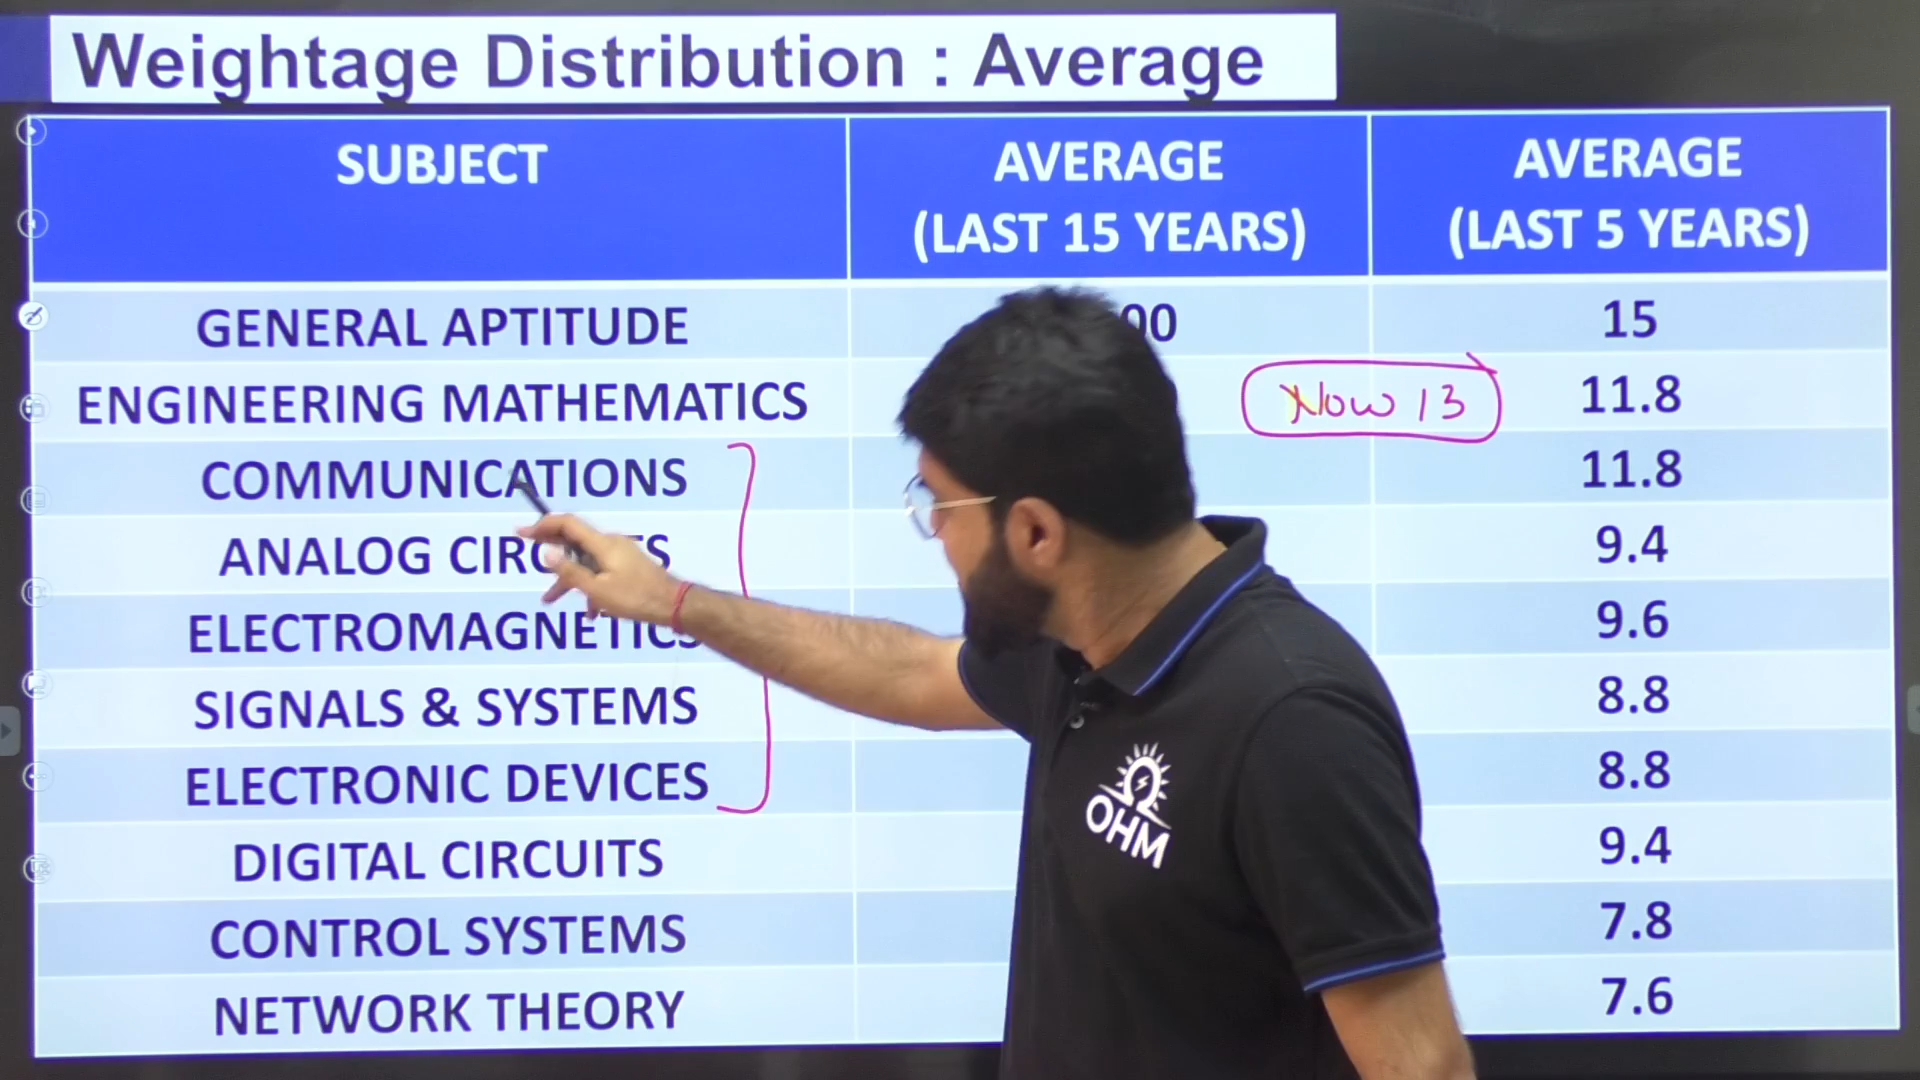 Weightage Distribution : Average
SUBJECT AVERAGE (LAST 15 YEARS) AVERAGE (LAST 5 YEARS)
GENERAL APTITUDE 00 15
ENGINEERING MATHEMATICS Now 13 11.8
COMMUNICATIONS 11.8
ANALOG 9.4
ELECTROMAGNETICS 9.6
SIGNALS & SYSTEMS 8.8
ELECTRONIC DEVICES 8.8
DIGITAL CIRCUITS 9.4
CONTROL SYSTEMS 7.8
NETWORK THEORY 7.6
OHM